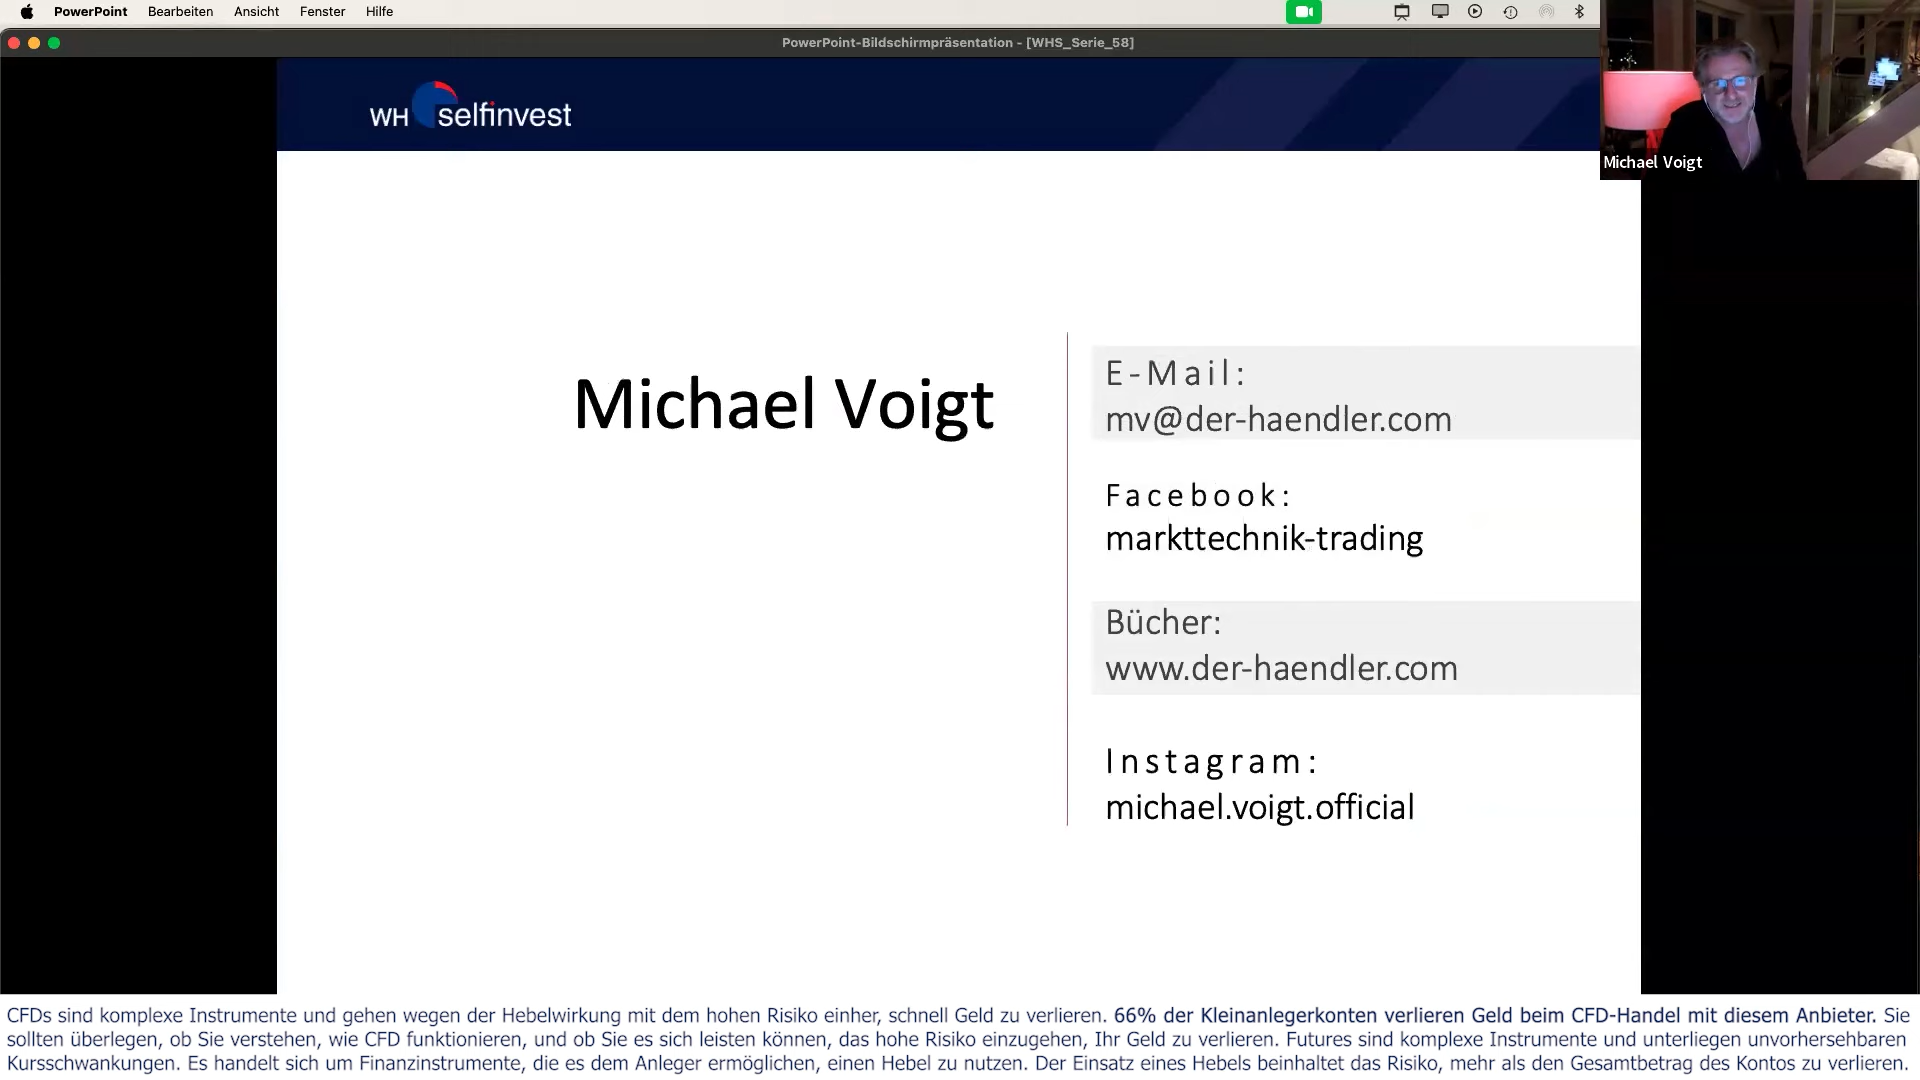 PowerPoint Bearbeiten Ansicht Fenster Hilfe
PowerPoint-Bildschirmpräsentation - [WHS_Serie_58]
WH selfinvest
Michael Voigt
Michael Voigt
E-Mail:
mv@der-haendler.com
Facebook:
markttechnik-trading
Bücher:
www.der-haendler.com
Instagram:
michael.voigt.official
CFDs sind komplexe Instrumente und gehen wegen der Hebelwirkung mit dem hohen Risiko einher, schnell Geld zu verlieren. 66% der Kleinanlegerkonten verlieren Geld beim CFD-Handel mit diesem Anbieter. Sie
sollten überlegen, ob Sie verstehen, wie CFD funktionieren, und ob Sie es sich leisten können, das hohe Risiko einzugehen, Ihr Geld zu verlieren. Futures sind komplexe Instrumente und unterliegen unvorhersehbaren
Kursschwankungen. Es handelt sich um Finanzinstrumente, die es dem Anleger ermöglichen, einen Hebel zu nutzen. Der Einsatz eines Hebels beinhaltet das Risiko, mehr als den Gesamtbetrag des Kontos zu verlieren.